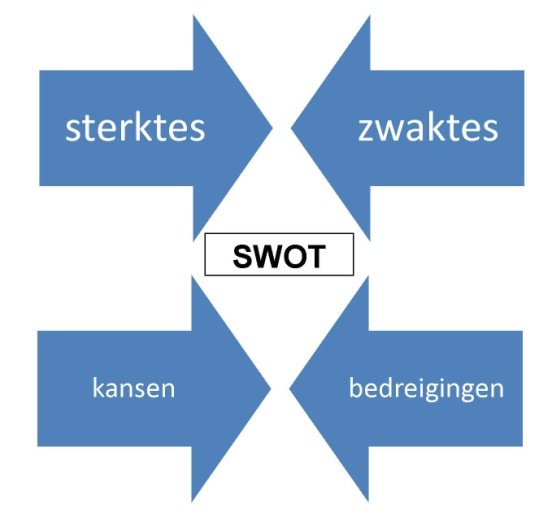 sterktes
zwaktes
SWOT
kansen
bedreigingen